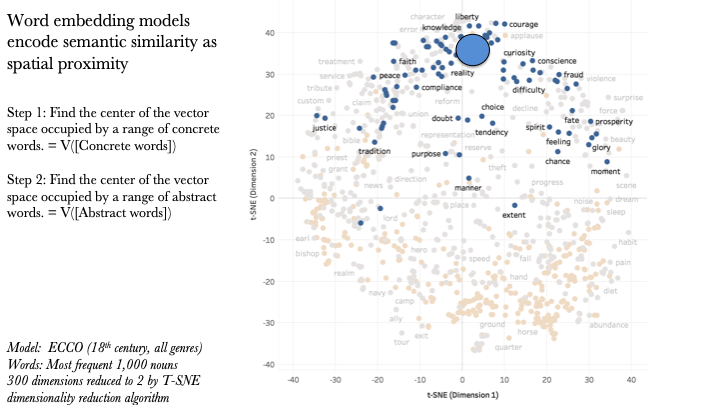 Word embedding models
encode semantic similarity as
spatial proximity
Step 1: Find the center of the vector
space occupied by a range of concrete
words. = V([Concrete words])
Step 2: Find the center of the vector
space occupied by a range of abstract
words. = V([Abstract words])
Model: ECCO (18th century, all genres)
Words: Most frequent 1,000 nouns
300 dimensions reduced to 2 by T-SNE
dimensionality reduction algorithm
t-SNE (Dimension 2)
40
30
20
10
0
-10
-20
-30
-40
character
liberty
error
knowledge
courage
applause
treatment
faith
curiosity
conscience
service
peace
reality
fraud
violence
tribute
compliance
difficulty
custom
claim
reform
choice
decline
surprise
force
justice
union
doubt
fate
prosperity
representation
tendency
spirit
beauty
tradition
reserve
feeling
glory
priest
purpose
chance
grant
theft
moment
news
direction
manner
progress
scene
place
extent
noise
dream
lord
sleep
earl
hero
habit
bishop
speed
fall
pain
realm
hand
navy
camp
diet
ally
ground
abundance
exit
horse
tour
quarter
-40 -30 -20 -10 0 10 20 30 40
t-SNE (Dimension 1)